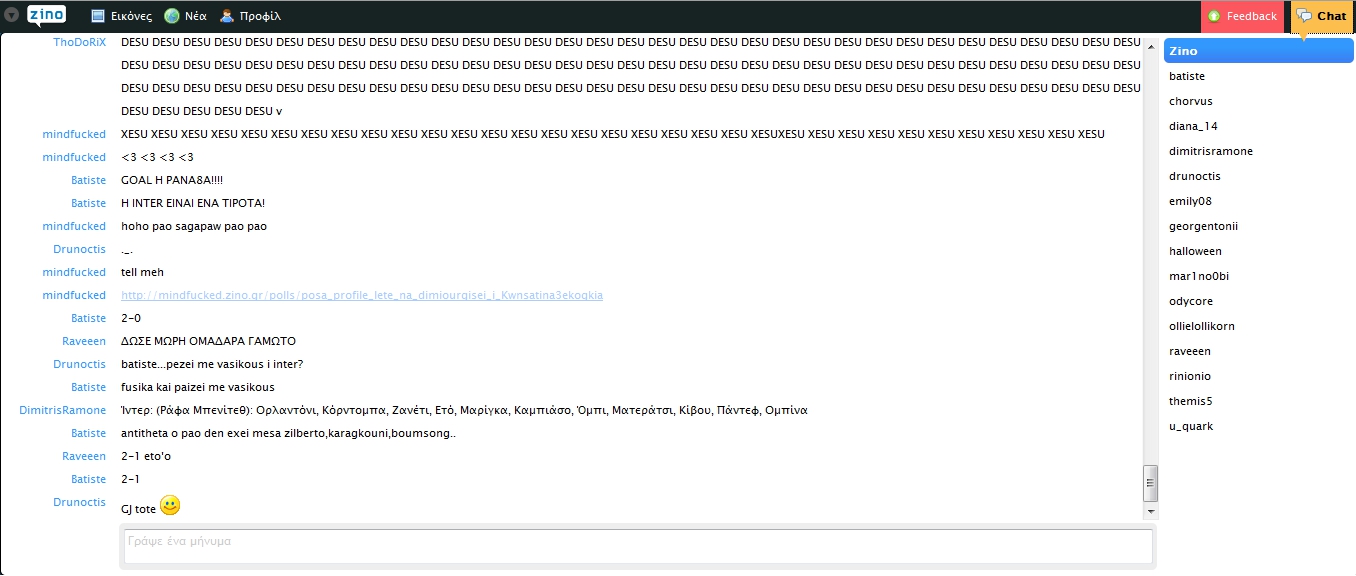 zino Εικόνες Νέα Προφίλ Feedback Chat
ThoDoRiX DESU DESU DESU DESU DESU DESU DESU DESU DESU DESU DESU DESU DESU DESU DESU DESU DESU DESU DESU DESU DESU DESU DESU DESU DESU DESU DESU DESU DESU DESU DESU DESU DESU
DESU DESU DESU DESU DESU DESU DESU DESU DESU DESU DESU DESU DESU DESU DESU DESU DESU DESU DESU DESU DESU DESU DESU DESU DESU DESU DESU DESU DESU DESU DESU DESU DESU
DESU DESU DESU DESU DESU DESU DESU DESU DESU DESU DESU DESU DESU DESU DESU DESU DESU DESU DESU DESU DESU DESU DESU DESU DESU DESU DESU DESU DESU DESU DESU DESU DESU
DESU DESU DESU DESU DESU v
mindfucked XESU XESU XESU XESU XESU XESU XESU XESU XESU XESU XESU XESU XESU XESU XESU XESU XESU XESU XESU XESU XESU XESUXESU XESU XESU XESU XESU XESU XESU XESU XESU XESU XESU
mindfucked <3 <3 <3 <3
Batiste GOAL H PANA8A!!!!
Batiste H INTER EINAI ENA TIPOTA!
mindfucked hoho pao sagapaw pao pao
Drunoctis ._.
mindfucked tell meh
mindfucked http://mindfucked.zino.gr/polls/posa_profile_lete_na_dimiourgisei_i_Kwnsatina3ekogkia
Batiste 2-0
Raveeen ΔΩΣΕ ΜΩΡΗ ΟΜΑΔΑΡΑ ΓΑΜΩΤΟ
Drunoctis batiste...pezei me vasikous i inter?
Batiste fusika kai paizei me vasikous
DimitrisRamone Ίντερ: (Ράφα Μπενίτεθ): Ορλαντόνι, Κόρντομπα, Ζανέτι, Ετό, Μαρίγκα, Καμπιάσο, Όμπι, Ματεράτσι, Κίβου, Πάντεφ, Ομπίνα
Batiste antitheta o pao den exei mesa zilberto,karagkouni,boumsong..
Raveeen 2-1 eto'o
Batiste 2-1
Drunoctis GJ tote
Γράψε ένα μήνυμα
Zino
batiste
chorvus
diana_14
dimitrisramone
drunoctis
emily08
georgentonii
halloween
mar1no0bi
odycore
ollielollikorn
raveeen
rinionio
themis5
u_quark